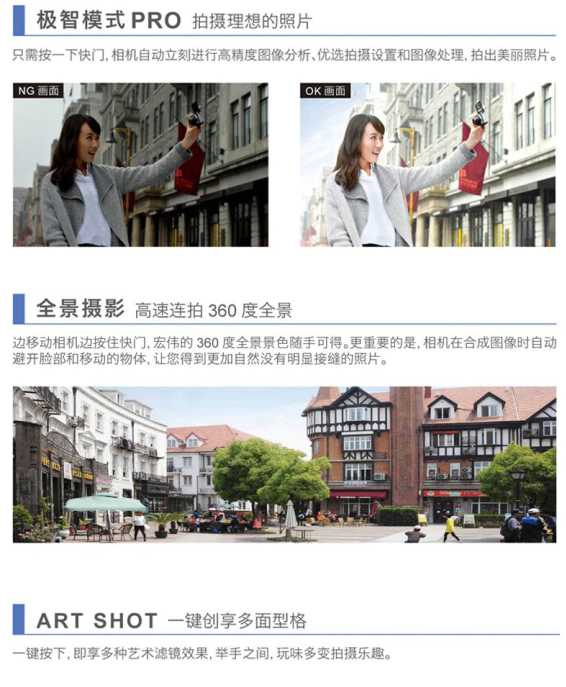 极智模式 PRO 拍摄理想的照片
只需按一下快门，相机自动立刻进行高精度图像分析、优选拍摄设置和图像处理，拍出美丽照片。
NG 画面
OK 画面
全景摄影 高速连拍 360 度全景
边移动相机边按住快门，宏伟的 360 度全景景色随手可得。更重要的是，相机在合成图像时自动
避开脸部和移动的物体，让您得到更加自然没有明显接缝的照片。
ART SHOT 一键创享多面型格
一键按下，即享多种艺术滤镜效果，举手之间，玩味多变拍摄乐趣。